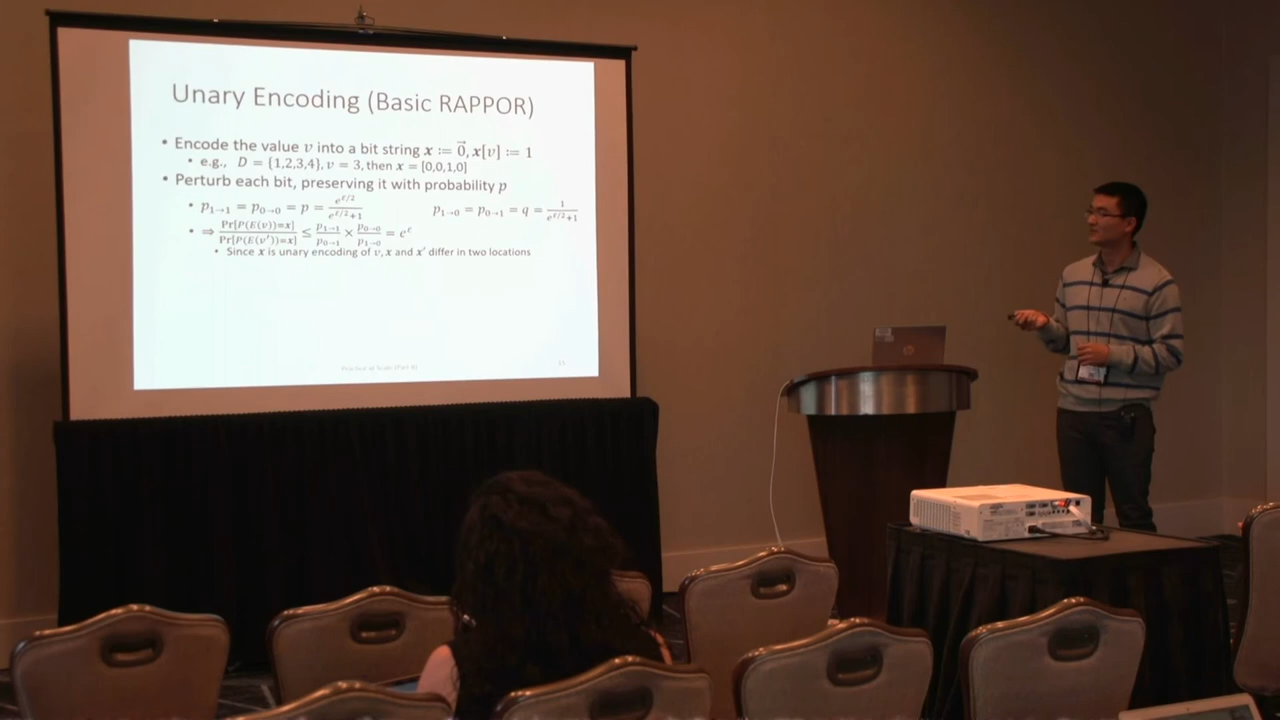 Unary Encoding (Basic RAPPOR)
• Encode the value v into a bit string x := 0⃗, x[v] := 1
• e.g., D = {1,2,3,4}, v = 3, then x = [0,0,1,0]
• Perturb each bit, preserving it with probability p
• p₁→₁ = p₀→₀ = p = e^(ε/2) / (e^(ε/2) + 1) p₁→₀ = p₀→₁ = q = 1 / (e^(ε/2) + 1)
• ⇒ Pr[P(E(v))=x] / Pr[P(E(v′))=x] ≤ p₁→₁ / p₀→₁ × p₀→₀ / p₁→₀ = e^ε
• Since x is unary encoding of v, x and x′ differ in two locations
hp